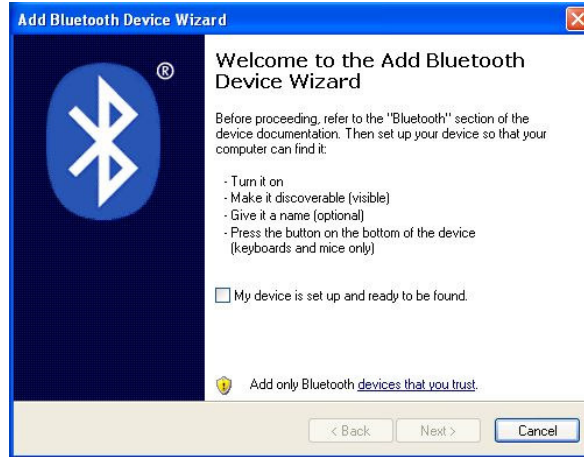 Add Bluetooth Device Wizard
®
Welcome to the Add Bluetooth
Device Wizard
Before proceeding, refer to the "Bluetooth" section of the
device documentation. Then set up your device so that your
computer can find it:
- Turn it on
- Make it discoverable (visible)
- Give it a name (optional)
- Press the button on the bottom of the device
(keyboards and mice only)
My device is set up and ready to be found.
Add only Bluetooth devices that you trust.
< Back Next > Cancel